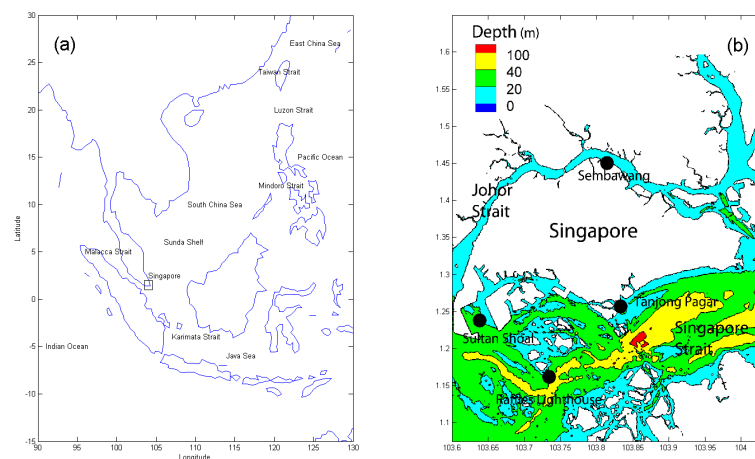 (a)
30
25
20
15
10
5
0
-5
-10
-15
90
95
100
105
110
115
120
125
130
Latitude
Longitude
East China Sea
Taiwan Strait
Luzon Strait
Pacific Ocean
Mindoro Strait
South China Sea
Sunda Shelf
Malacca Strait
Singapore
Karimata Strait
Indian Ocean
Java Sea
(b)
Depth (m)
100
40
20
0
1.6
1.55
1.5
1.45
1.4
1.35
1.3
1.25
1.2
1.15
1.1
103.6
103.65
103.7
103.75
103.8
103.85
103.9
103.95
104
104.05
Sembawang
Johor
Strait
Singapore
Tanjong Pagar
Singapore
Strait
Sultan Shoal
Raffles Lighthouse